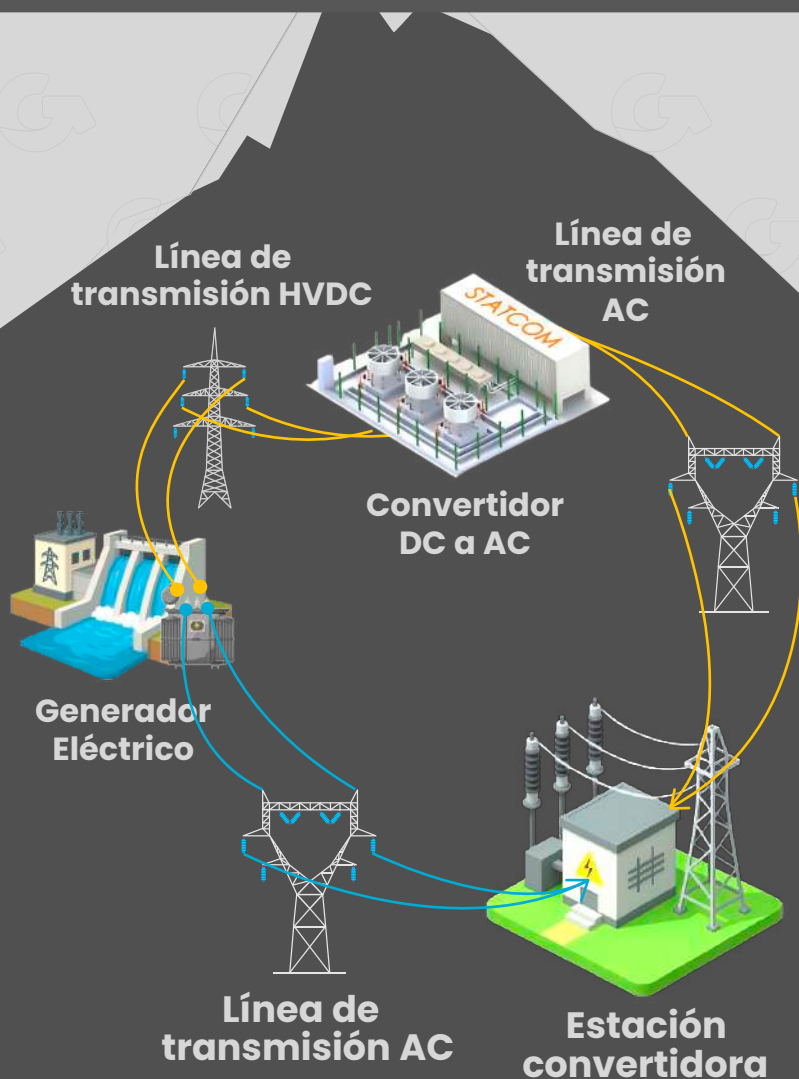 Línea de
transmisión HVDC
Línea de
transmisión
AC
STATCOM
Convertidor
DC a AC
Generador
Eléctrico
Línea de
transmisión AC
Estación
convertidora